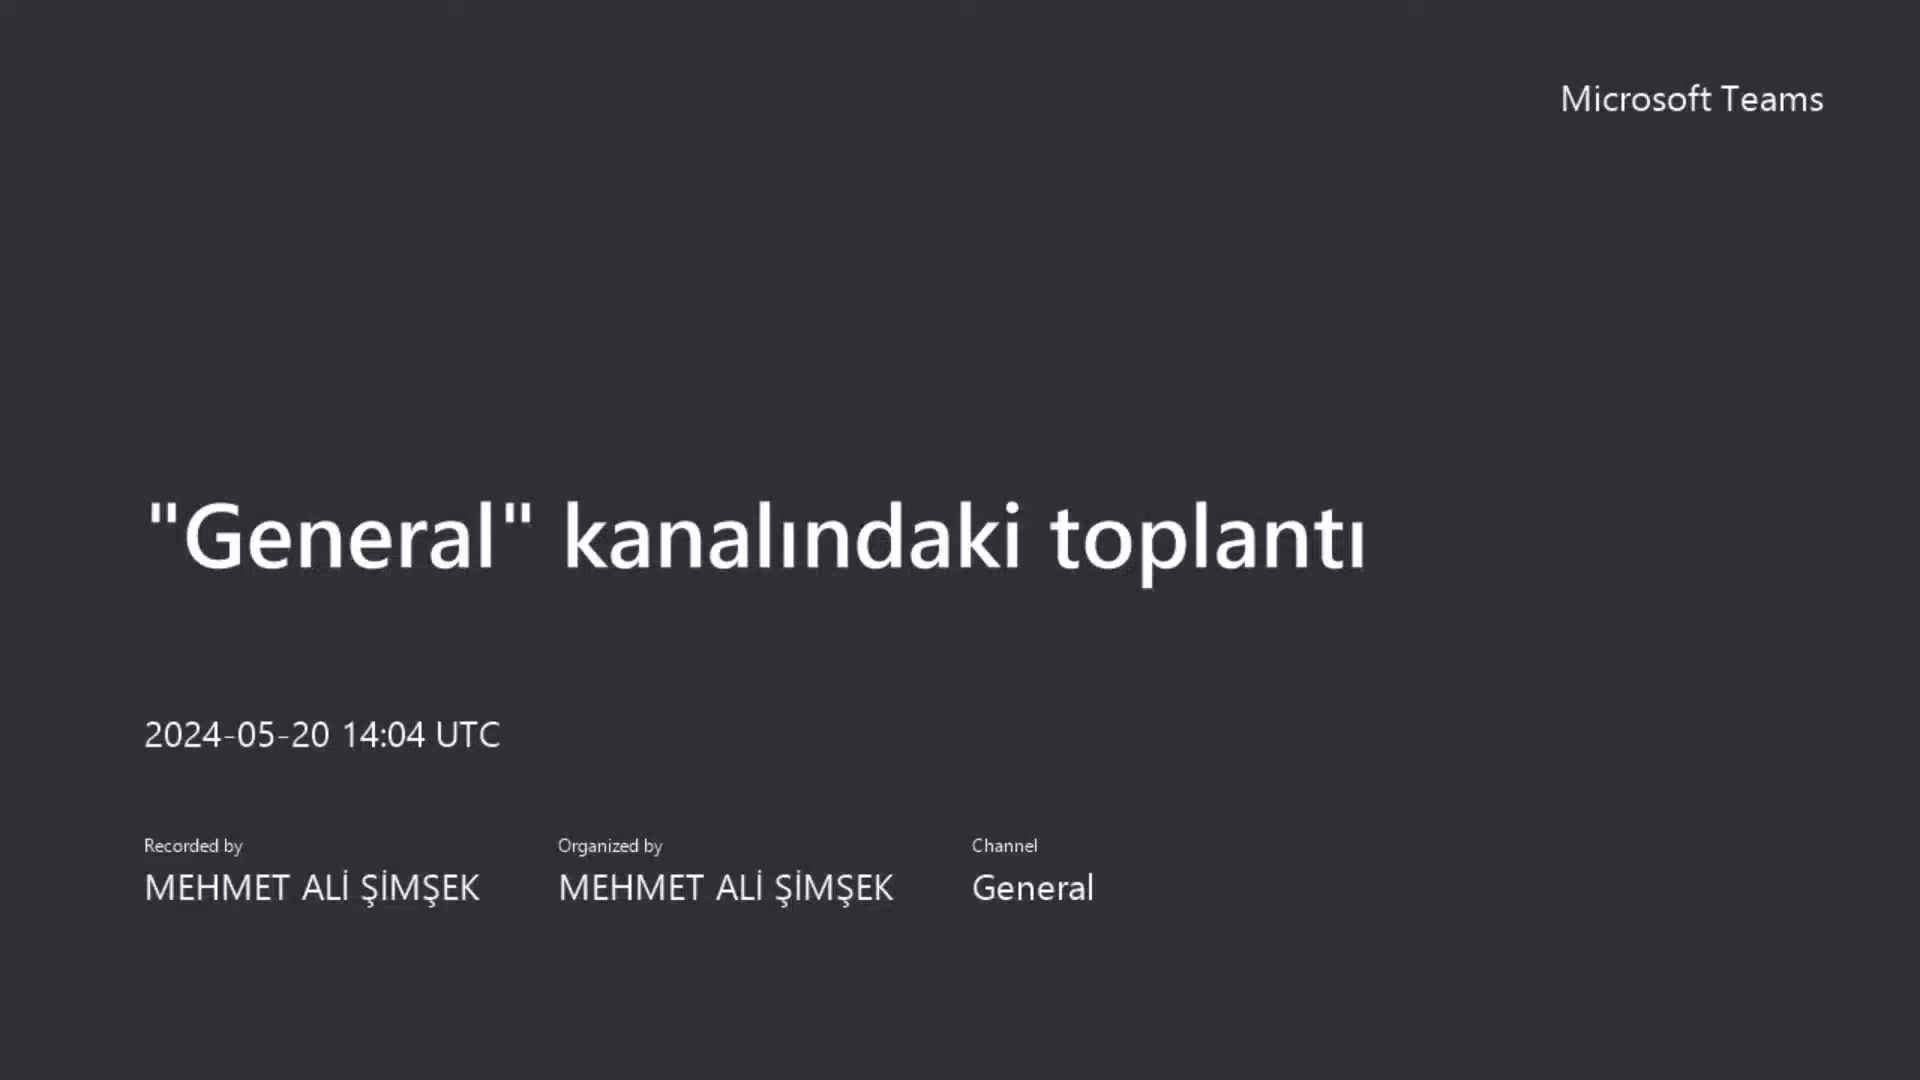 Microsoft Teams
"General" kanalındaki toplantı
2024-05-20 14:04 UTC
Recorded by
MEHMET ALİ ŞİMŞEK
Organized by
MEHMET ALİ ŞİMŞEK
Channel
General